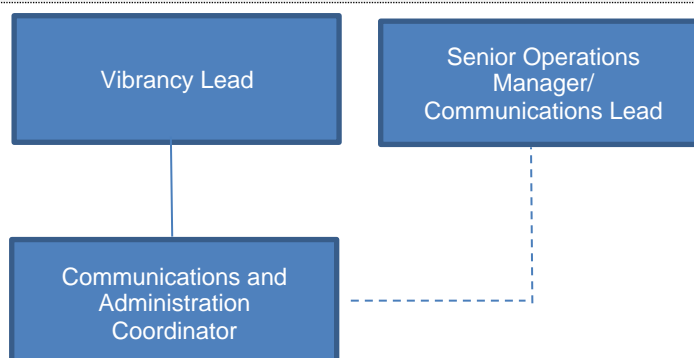 Vibrancy Lead
Senior Operations
Manager/
Communications Lead
Communications and
Administration
Coordinator